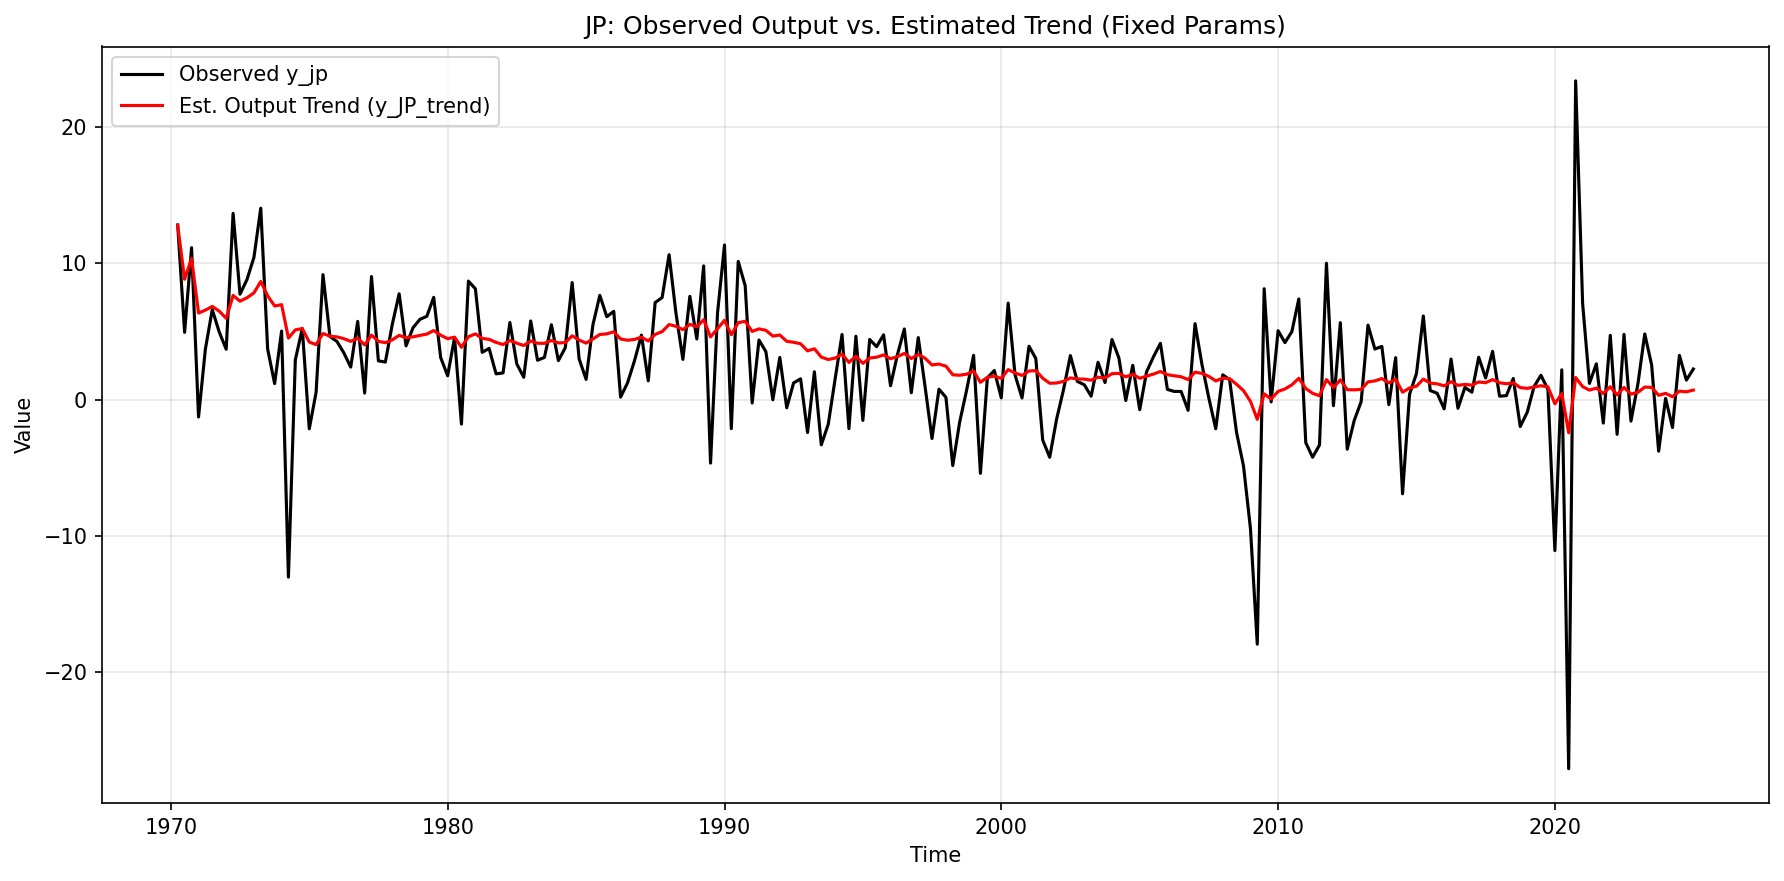 JP: Observed Output vs. Estimated Trend (Fixed Params)
Observed y_jp
Est. Output Trend (y_JP_trend)
Value
20
10
0
−10
−20
1970
1980
1990
2000
2010
2020
Time